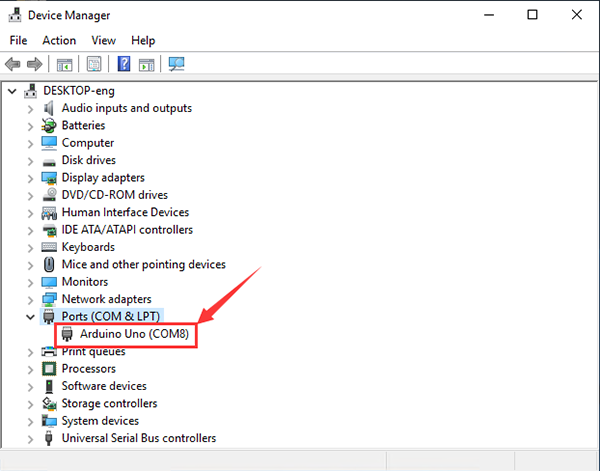 Device Manager
File Action View Help
DESKTOP-eng
Audio inputs and outputs
Batteries
Computer
Disk drives
Display adapters
DVD/CD-ROM drives
Human Interface Devices
IDE ATA/ATAPI controllers
Keyboards
Mice and other pointing devices
Monitors
Network adapters
Ports (COM & LPT)
Arduino Uno (COM8)
Print queues
Processors
Software devices
Storage controllers
System devices
Universal Serial Bus controllers